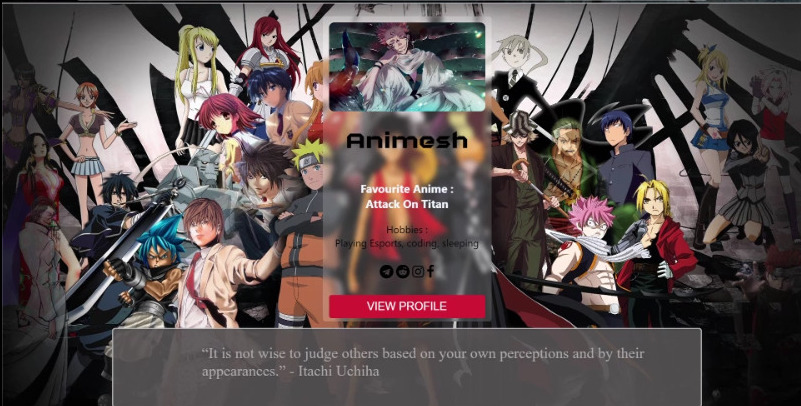 Animesh
Favourite Anime :
Attack On Titan
Hobbies :
Playing Esports, coding, sleeping
VIEW PROFILE
“It is not wise to judge others based on your own perceptions and by their
appearances.” - Itachi Uchiha